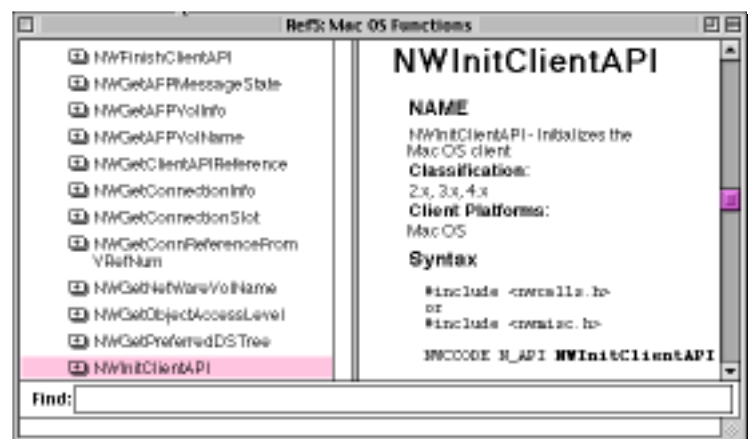 Ref5: Mac OS Functions
NWFinishClientAPI
NWGetAFPMessageState
NWGetAFPVolInfo
NWGetAFPVolName
NWGetClientAPIReference
NWGetConnectionInfo
NWGetConnectionSlot
NWGetConnReferenceFrom
VRefNum
NWGetNetWareVolName
NWGetObjectAccessLevel
NWGetPreferredDSTree
NWInitClientAPI
NWInitClientAPI
NAME
NWInitClientAPI - Initializes the
Mac OS client
Classification:
2.x, 3.x, 4.x
Client Platforms:
Mac OS
Syntax
#include <nwcalls.h>
or
#include <nwmisc.h>
NWCCODE N_API NWInitClientAPI
Find: